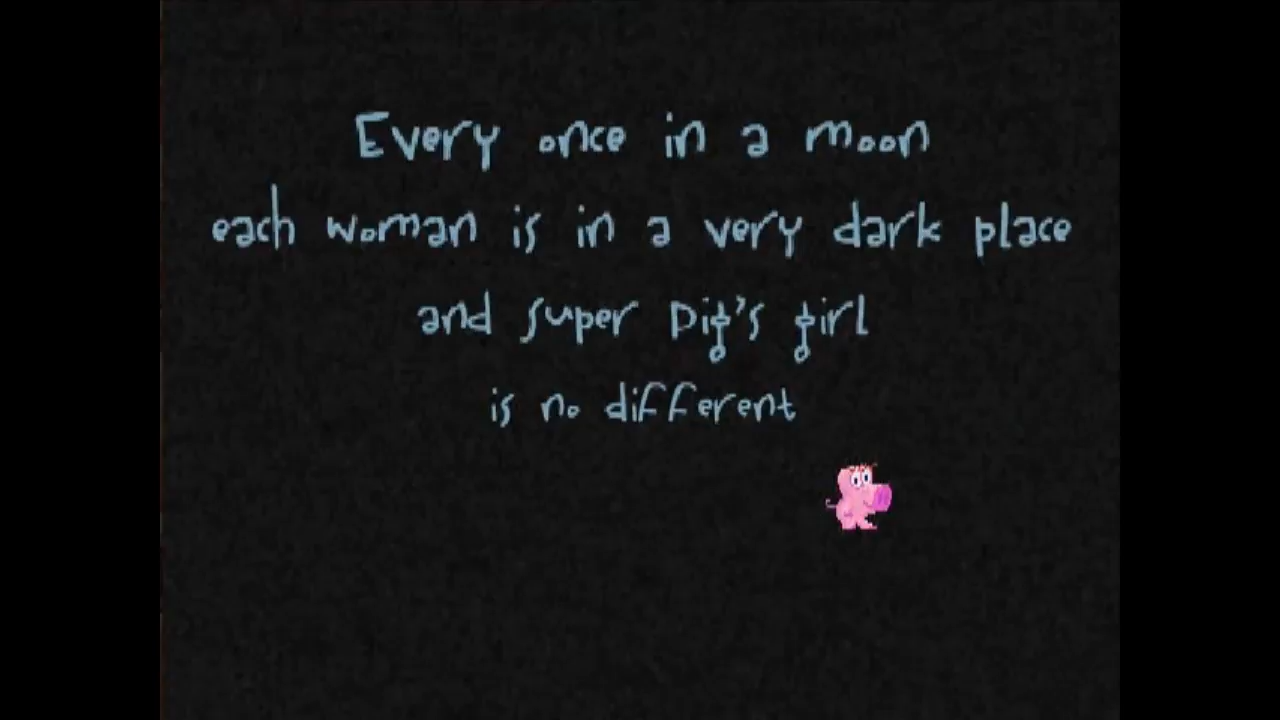 Every once in a moon
each woman is in a very dark place
and super pig's girl
is no different